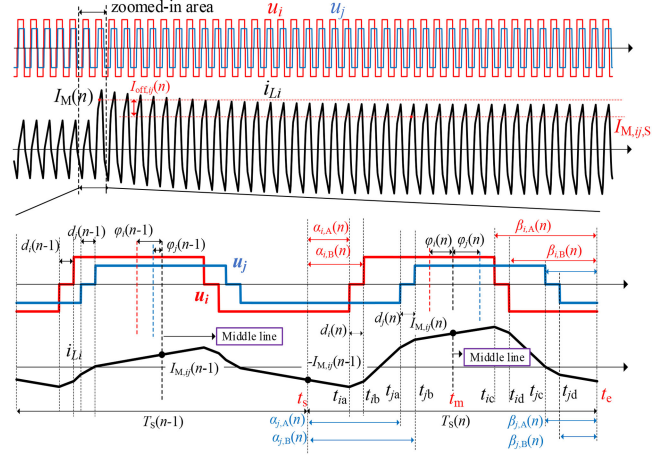 zoomed-in area
u_i
u_j
I_M(n)
I_off,ij(n)
i_Li
I_M,ij,S
d_i(n-1)
d_j(n-1)
φ_i(n-1)
φ_j(n-1)
α_i,A(n)
α_i,B(n)
φ_i(n)
φ_j(n)
β_i,A(n)
β_i,B(n)
u_j
u_i
d_i(n)
d_j(n)
I_M,ij(n)
i_Li
Middle line
I_M,ij(n-1)
-I_M,ij(n-1)
Middle line
t_s
t_ia
t_ib
t_ja
t_jb
t_m
t_ic
t_id
t_jc
t_jd
t_e
T_S(n-1)
α_j,A(n)
T_S(n)
β_j,A(n)
α_j,B(n)
β_j,B(n)